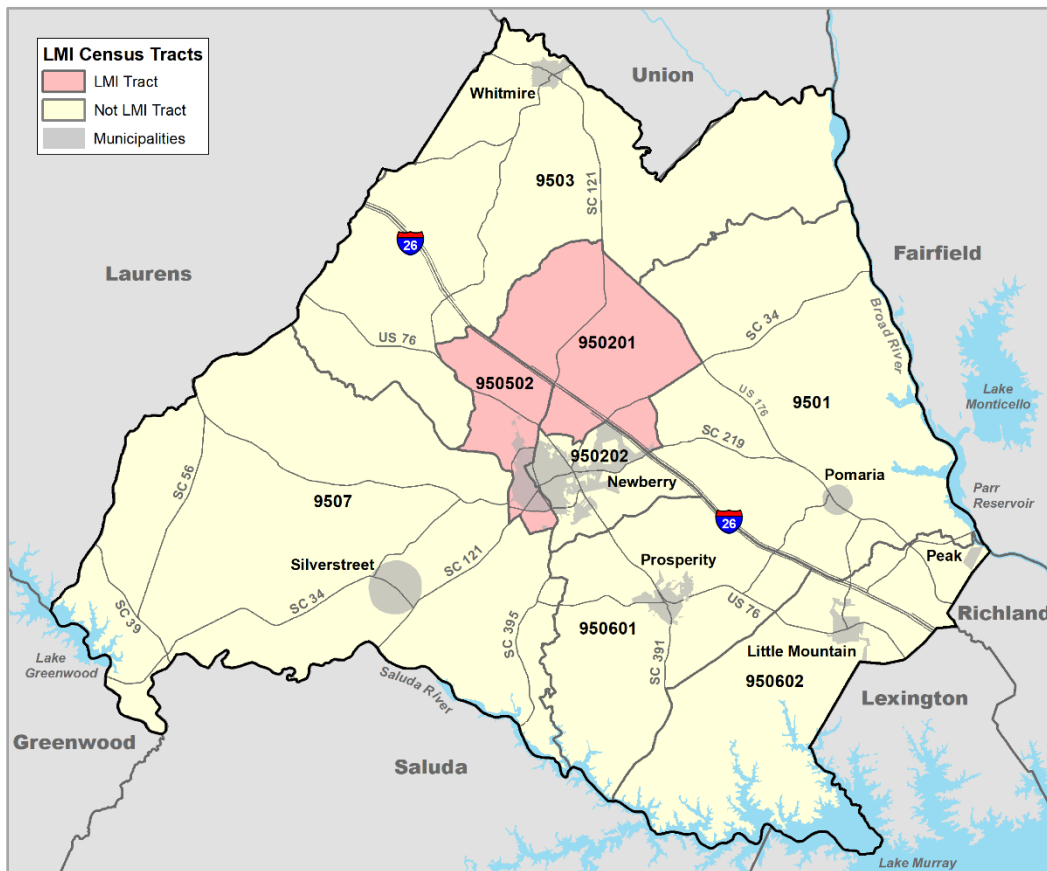 LMI Census Tracts
LMI Tract
Not LMI Tract
Municipalities
Union
Whitmire
9503
SC 121
26
Laurens
Fairfield
Broad River
SC 34
US 76
950201
950502
US 176
9501
Lake
Monticello
SC 219
950202
Newberry
SC 56
9507
Pomaria
Parr
Reservoir
26
Silverstreet
SC 121
Prosperity
Peak
SC 34
US 76
Richland
SC 39
SC 395
950601
SC 391
Little Mountain
Lake
Greenwood
Saluda River
950602
Lexington
Greenwood
Saluda
Lake Murray